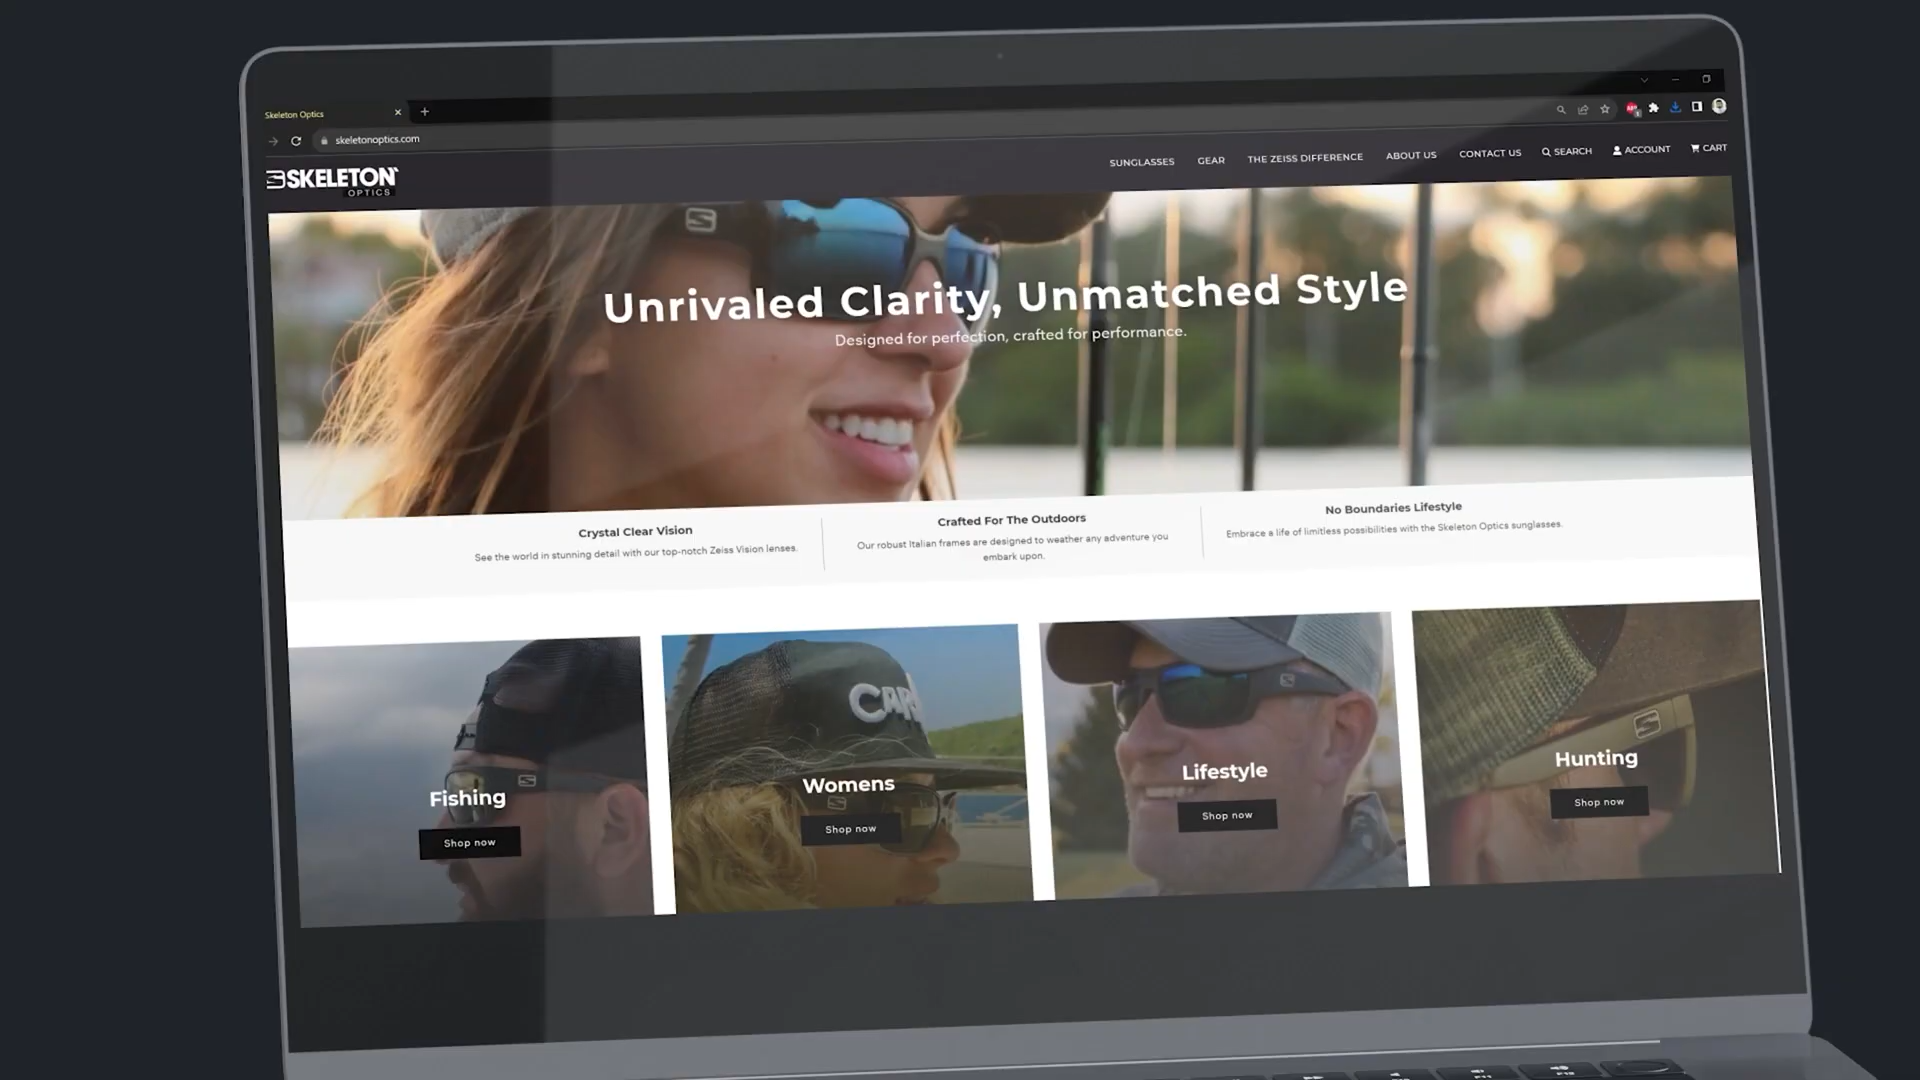 Skeleton Optics
skeletonoptics.com
SKELETON
OPTICS
SUNGLASSES GEAR THE ZEISS DIFFERENCE ABOUT US CONTACT US SEARCH ACCOUNT CART
Unrivaled Clarity, Unmatched Style
Designed for perfection, crafted for performance.
Crystal Clear Vision
See the world in stunning detail with our top-notch Zeiss Vision lenses.
Crafted For The Outdoors
Our robust Italian frames are designed to weather any adventure you
embark upon.
No Boundaries Lifestyle
Embrace a life of limitless possibilities with the Skeleton Optics sunglasses.
Fishing
Shop now
Womens
Shop now
Lifestyle
Shop now
Hunting
Shop now